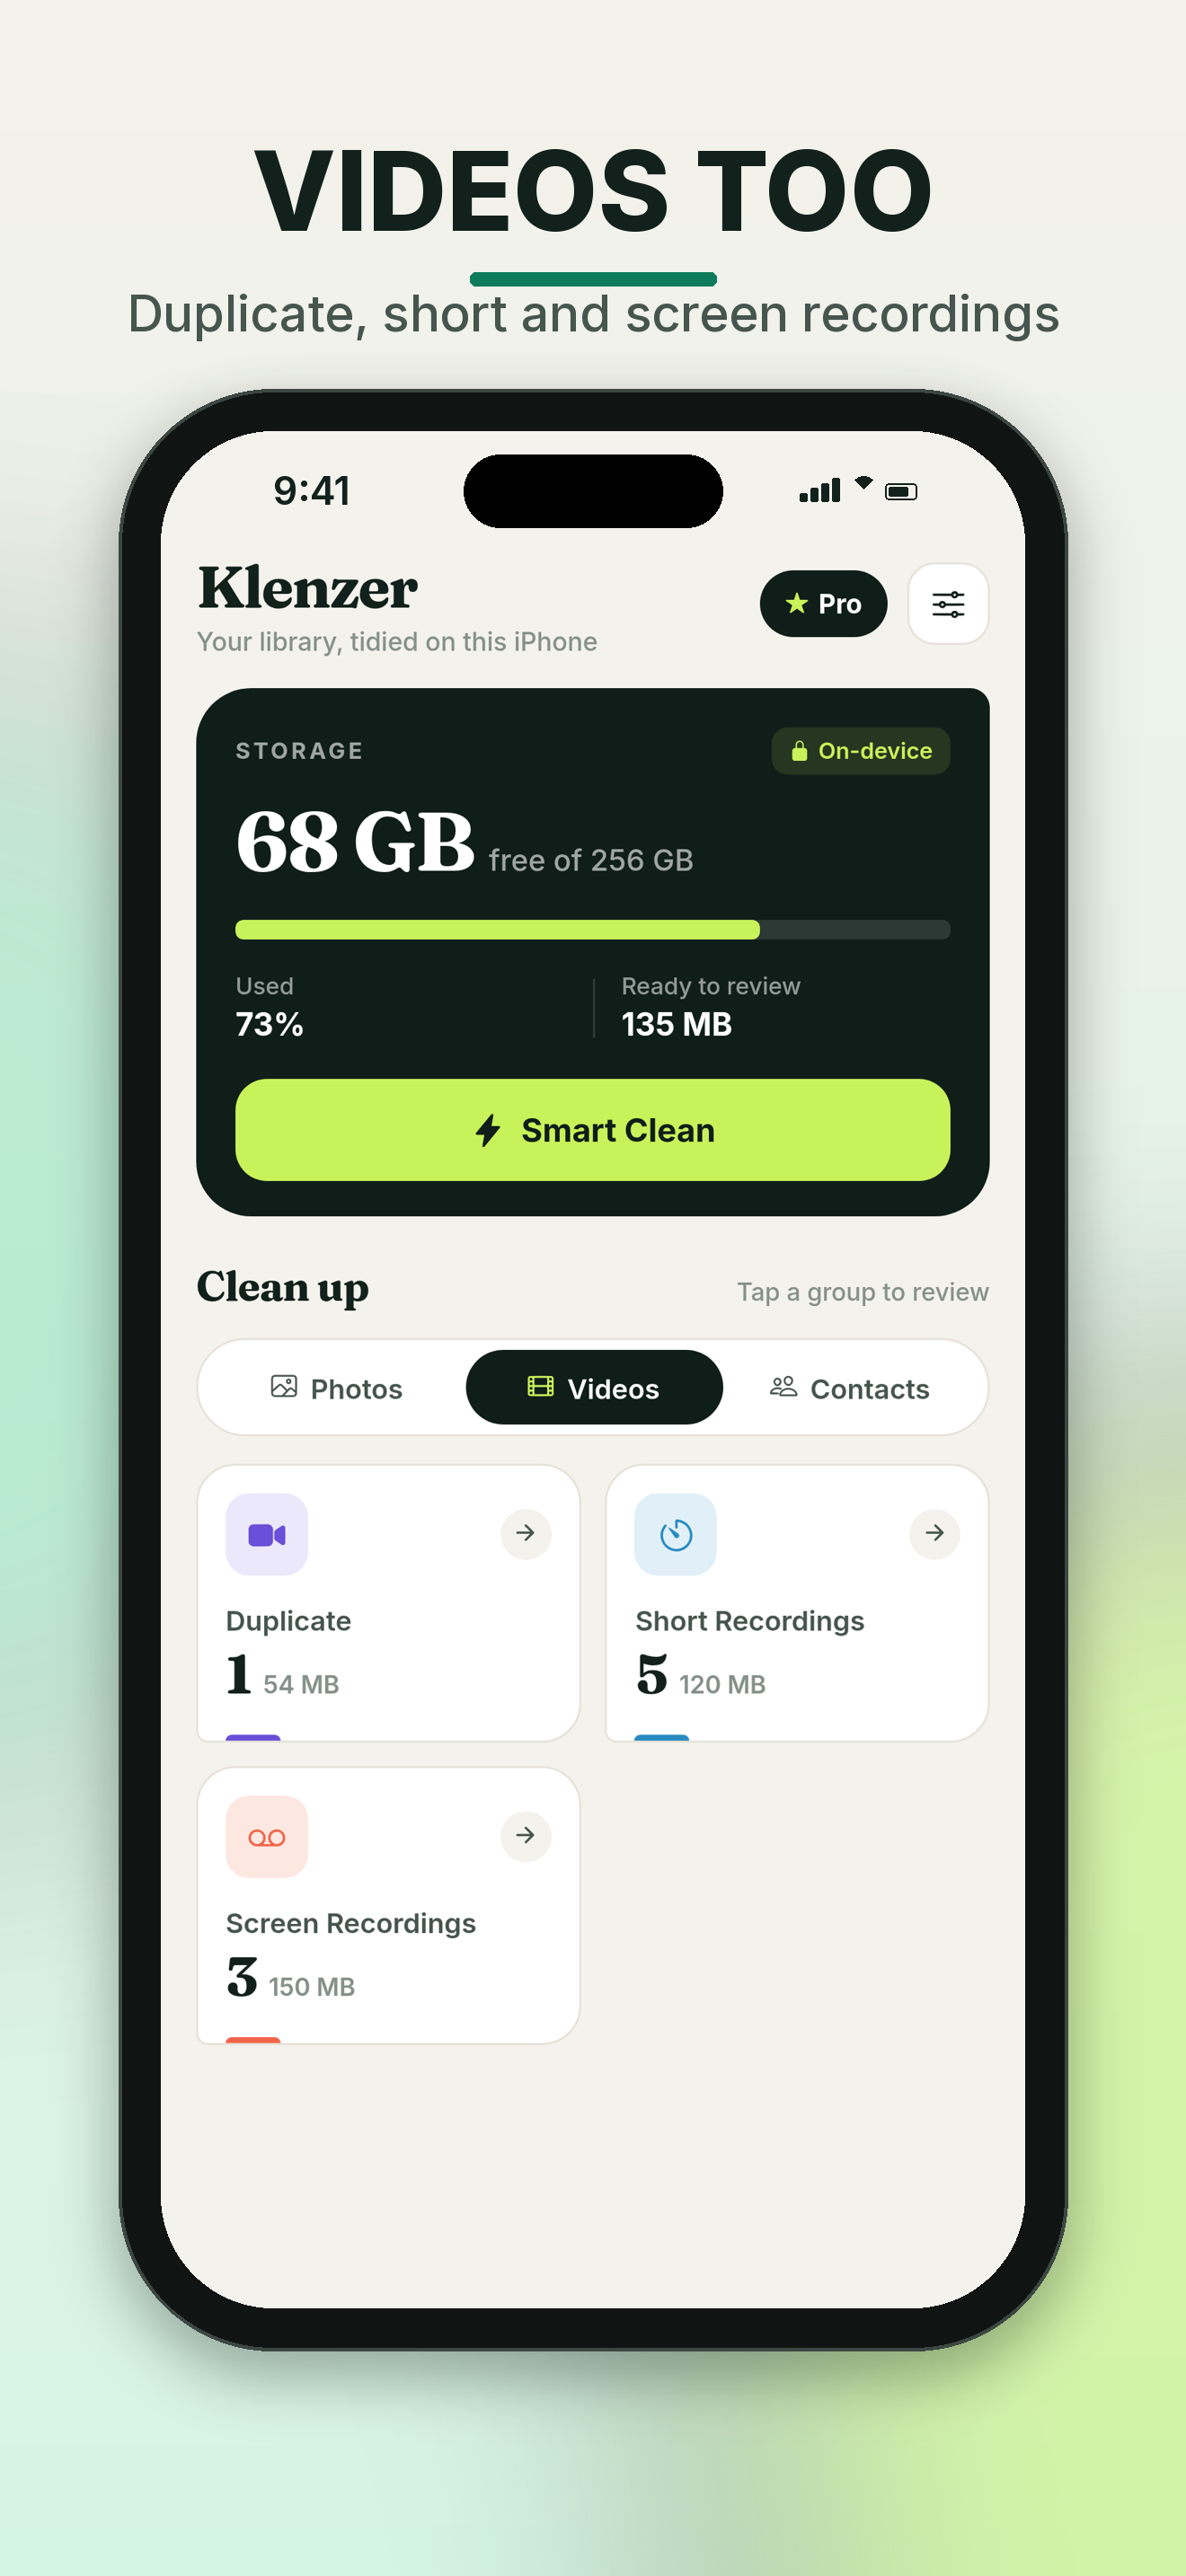 VIDEOS TOO
Duplicate, short and screen recordings
9:41
Klenzer
Pro
Your library, tidied on this iPhone
STORAGE
On-device
68 GB free of 256 GB
Used
Ready to review
73%
135 MB
Smart Clean
Clean up
Tap a group to review
Photos
Videos
Contacts
Duplicate
1 54 MB
Short Recordings
5 120 MB
Screen Recordings
3 150 MB